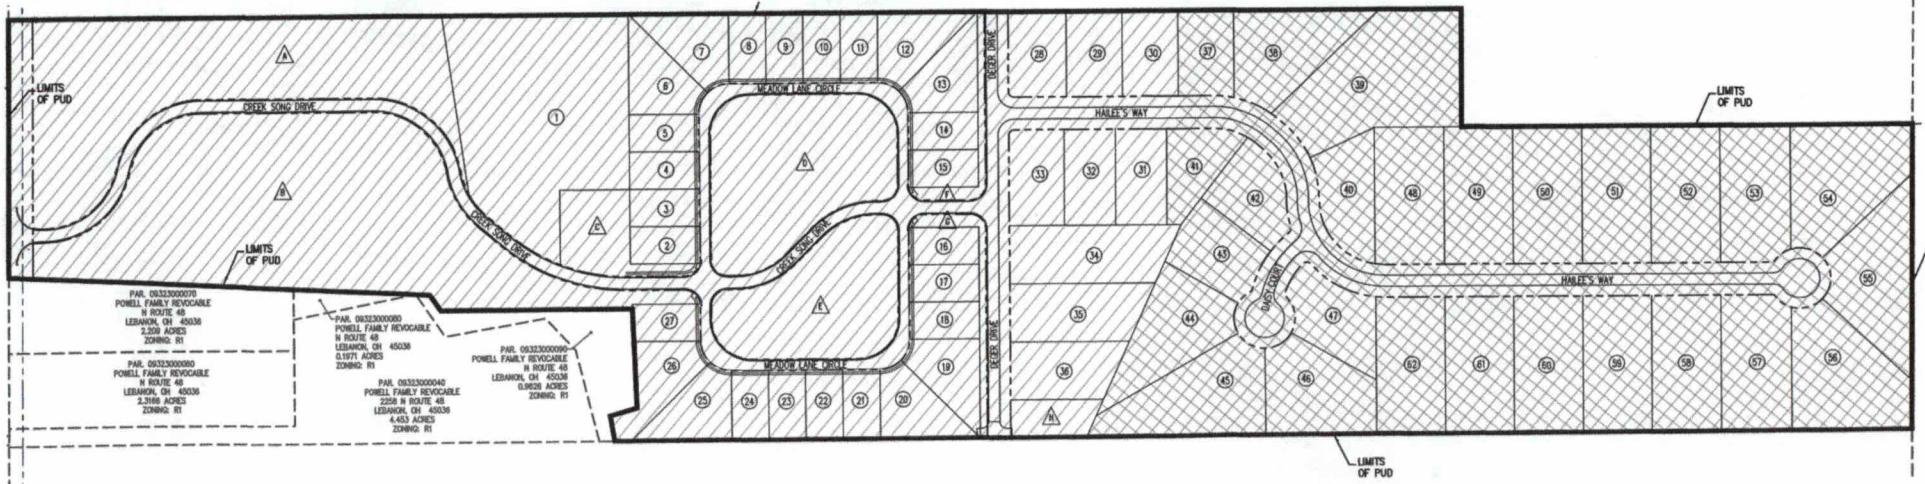 A
LIMITS
OF PUD
CREEK SONG DRIVE
B
LIMITS
OF PUD
CREEK SONG DRIVE
1
C
7
8
9
10
11
12
6
13
MEADOW LANE CIRCLE
5
14
4
D
15
3
F
2
G
CREEK SONG DRIVE
16
17
E
27
18
MEADOW LANE CIRCLE
26
19
25
24
23
22
21
20
DEGER DRIVE
DEGER DRIVE
28
29
30
37
38
39
HAILEE'S WAY
33
32
31
41
40
42
34
43
35
DAISY COURT
44
47
36
H
45
46
LIMITS
OF PUD
48
49
50
51
52
53
54
HAILEE'S WAY
55
62
61
60
59
58
57
56
LIMITS
OF PUD
PAR. 09323000070
POWELL FAMILY REVOCABLE
N ROUTE 48
LEBANON, OH 45036
2.209 ACRES
ZONING: R1
PAR. 09323000060
POWELL FAMILY REVOCABLE
N ROUTE 48
LEBANON, OH 45036
2.3166 ACRES
ZONING: R1
PAR. 09323000080
POWELL FAMILY REVOCABLE
N ROUTE 48
LEBANON, OH 45036
0.1971 ACRES
ZONING: R1
PAR. 09323000040
POWELL FAMILY REVOCABLE
2258 N ROUTE 48
LEBANON, OH 45036
4.453 ACRES
ZONING: R1
PAR. 09323000090
POWELL FAMILY REVOCABLE
N ROUTE 48
LEBANON, OH 45036
ACRES
ZONING: R1